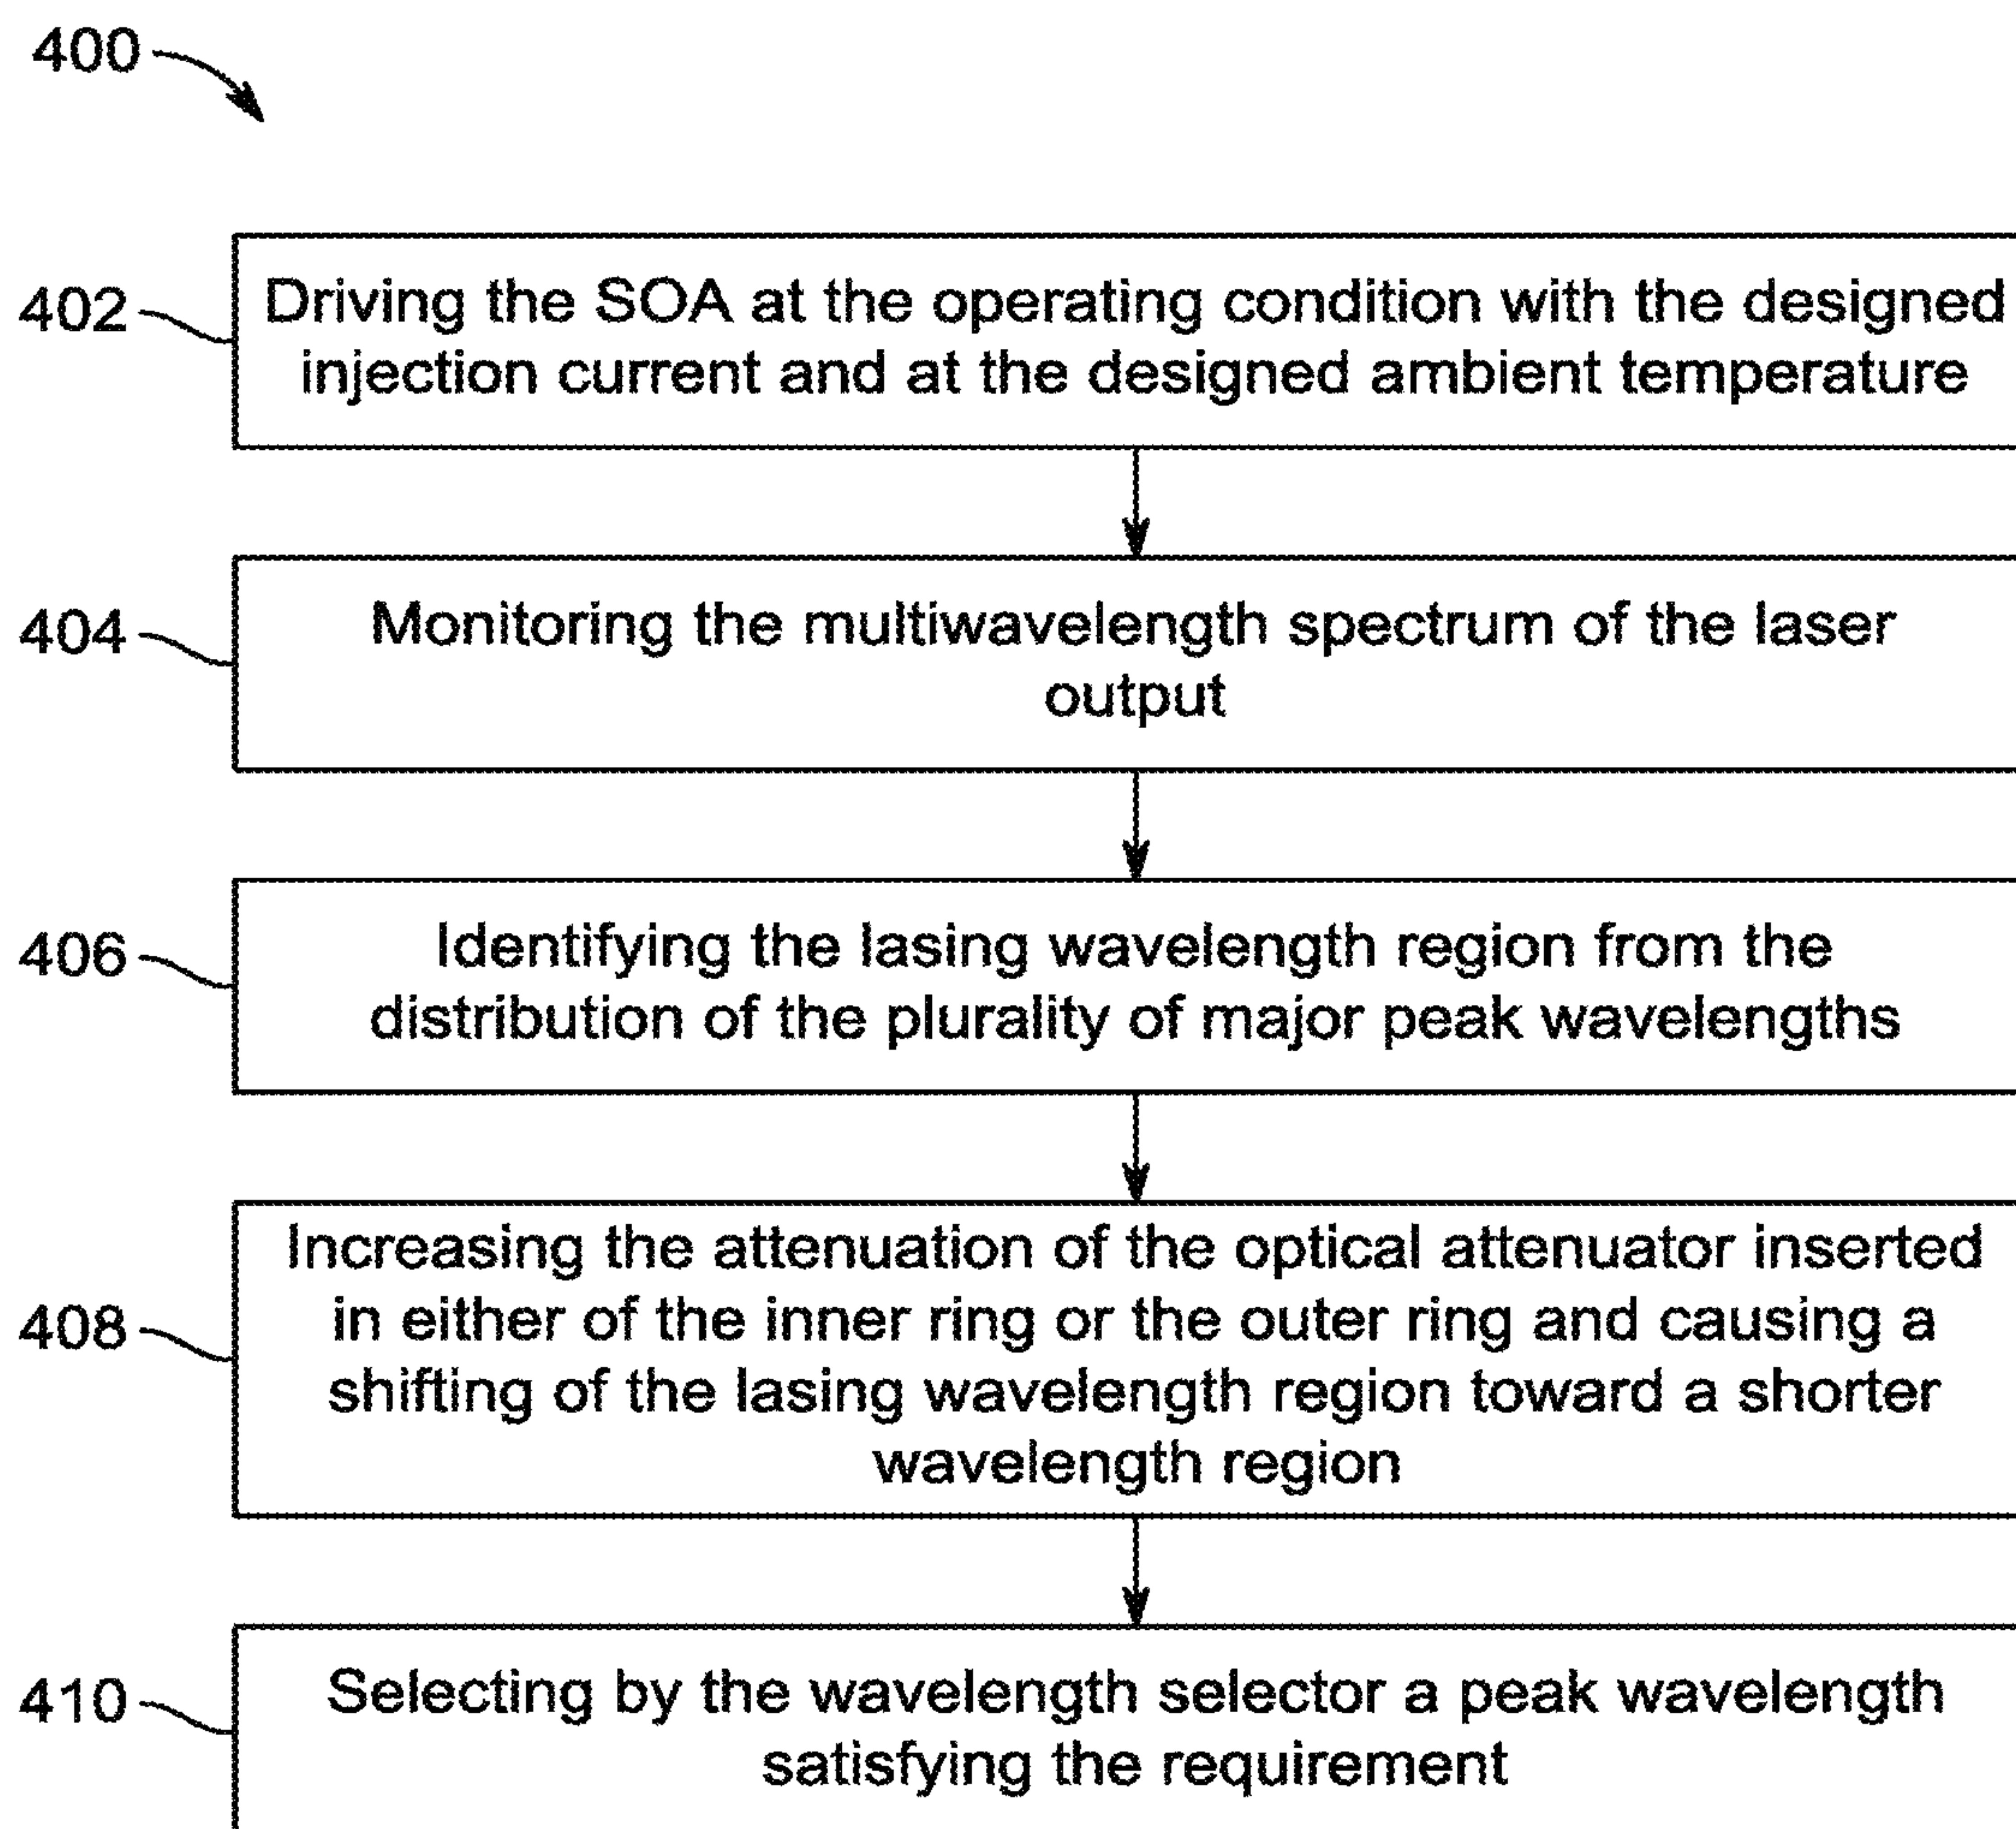 400
402
Driving the SOA at the operating condition with the designed
injection current and at the designed ambient temperature
404
Monitoring the multiwavelength spectrum of the laser
output
406
Identifying the lasing wavelength region from the
distribution of the plurality of major peak wavelengths
408
Increasing the attenuation of the optical attenuator inserted
in either of the inner ring or the outer ring and causing a
shifting of the lasing wavelength region toward a shorter
wavelength region
410
Selecting by the wavelength selector a peak wavelength
satisfying the requirement